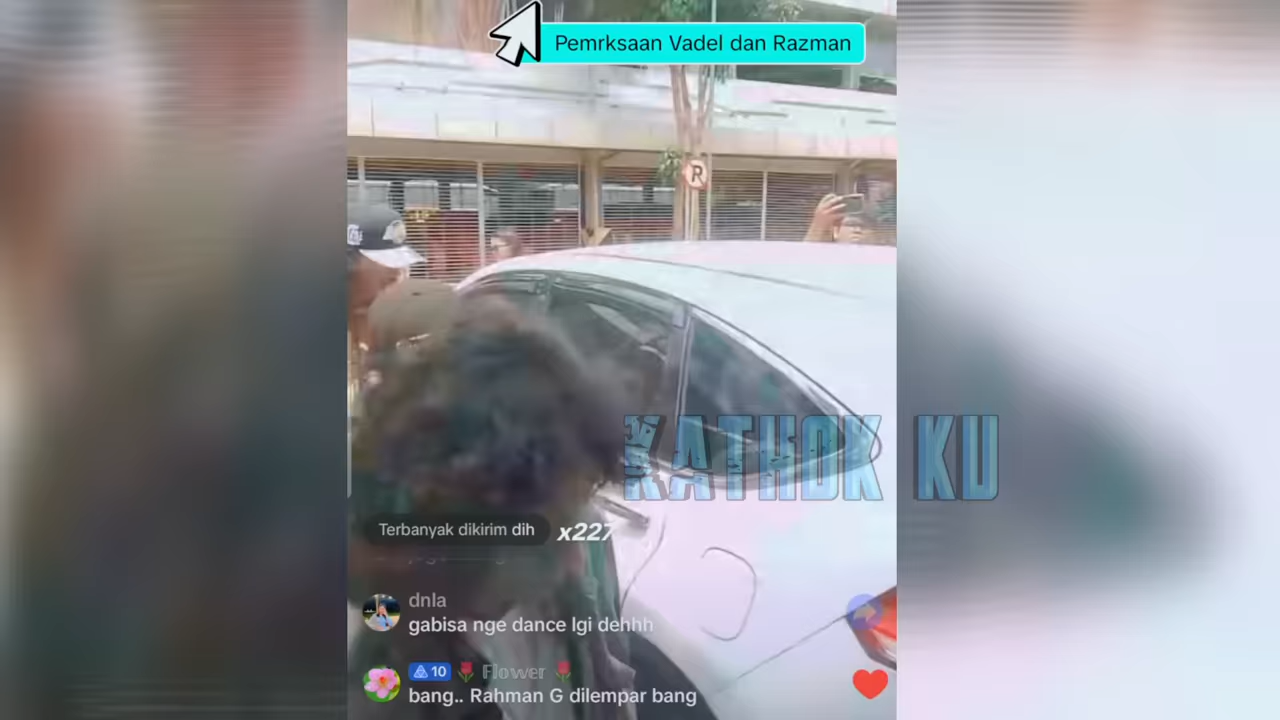 Pemrksaan Vadel dan Razman
R
KATHOK KU
Terbanyak dikirim dih x227
dnla
gabisa nge dance lgi dehhh
10 🌷 Flower 🌷
bang.. Rahman G dilempar bang